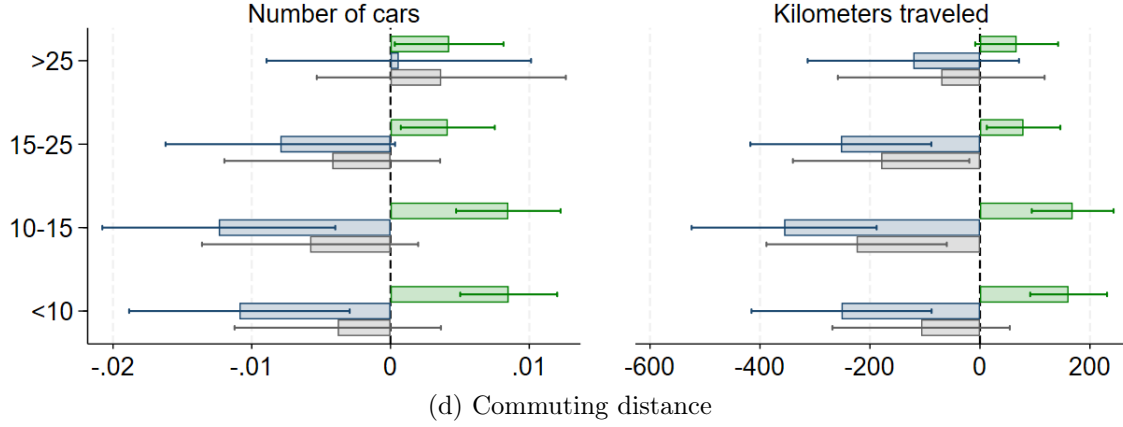 Number of cars
Kilometers traveled
>25
15-25
10-15
<10
-.02 -.01 0 .01
-600 -400 -200 0 200
(d) Commuting distance